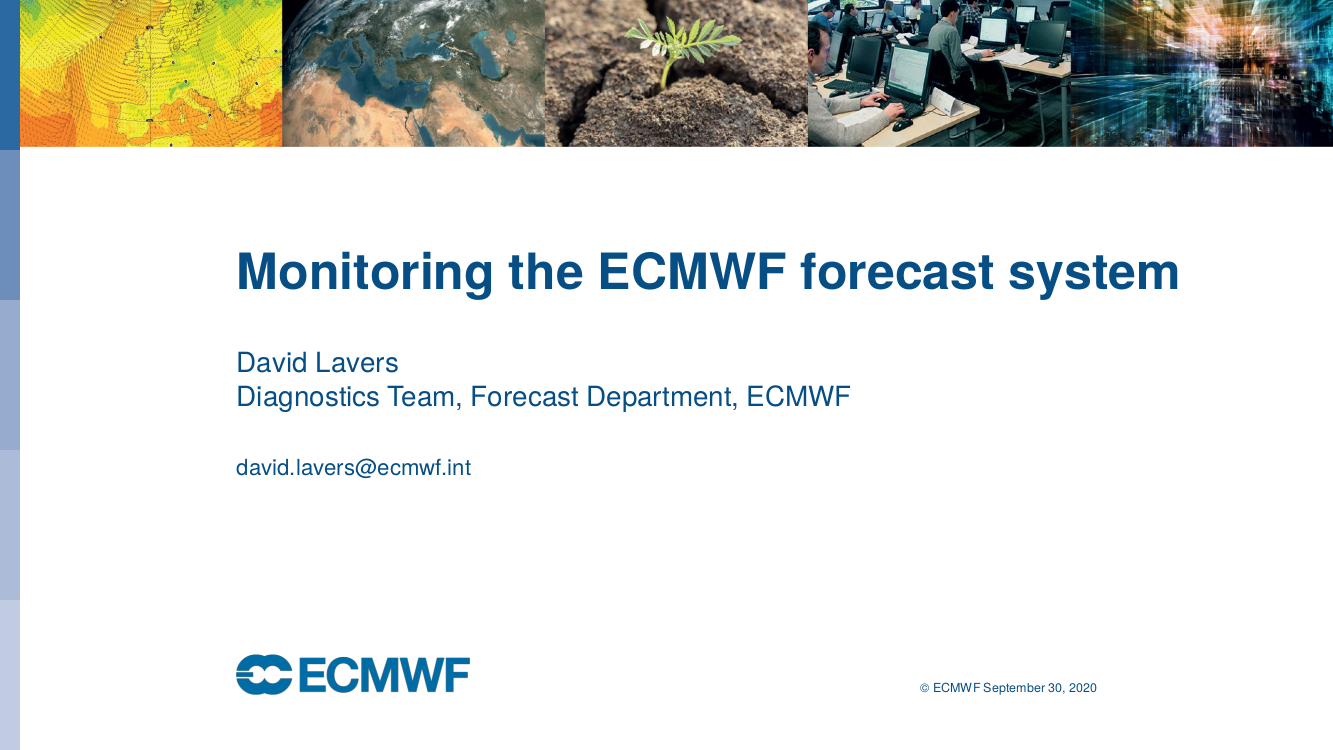 Monitoring the ECMWF forecast system
David Lavers
Diagnostics Team, Forecast Department, ECMWF
david.lavers@ecmwf.int
ECMWF
© ECMWF September 30, 2020